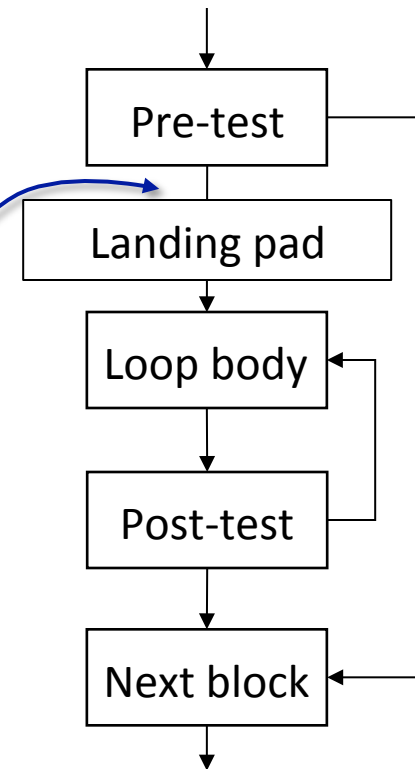 Pre-test
Landing pad
Loop body
Post-test
Next block